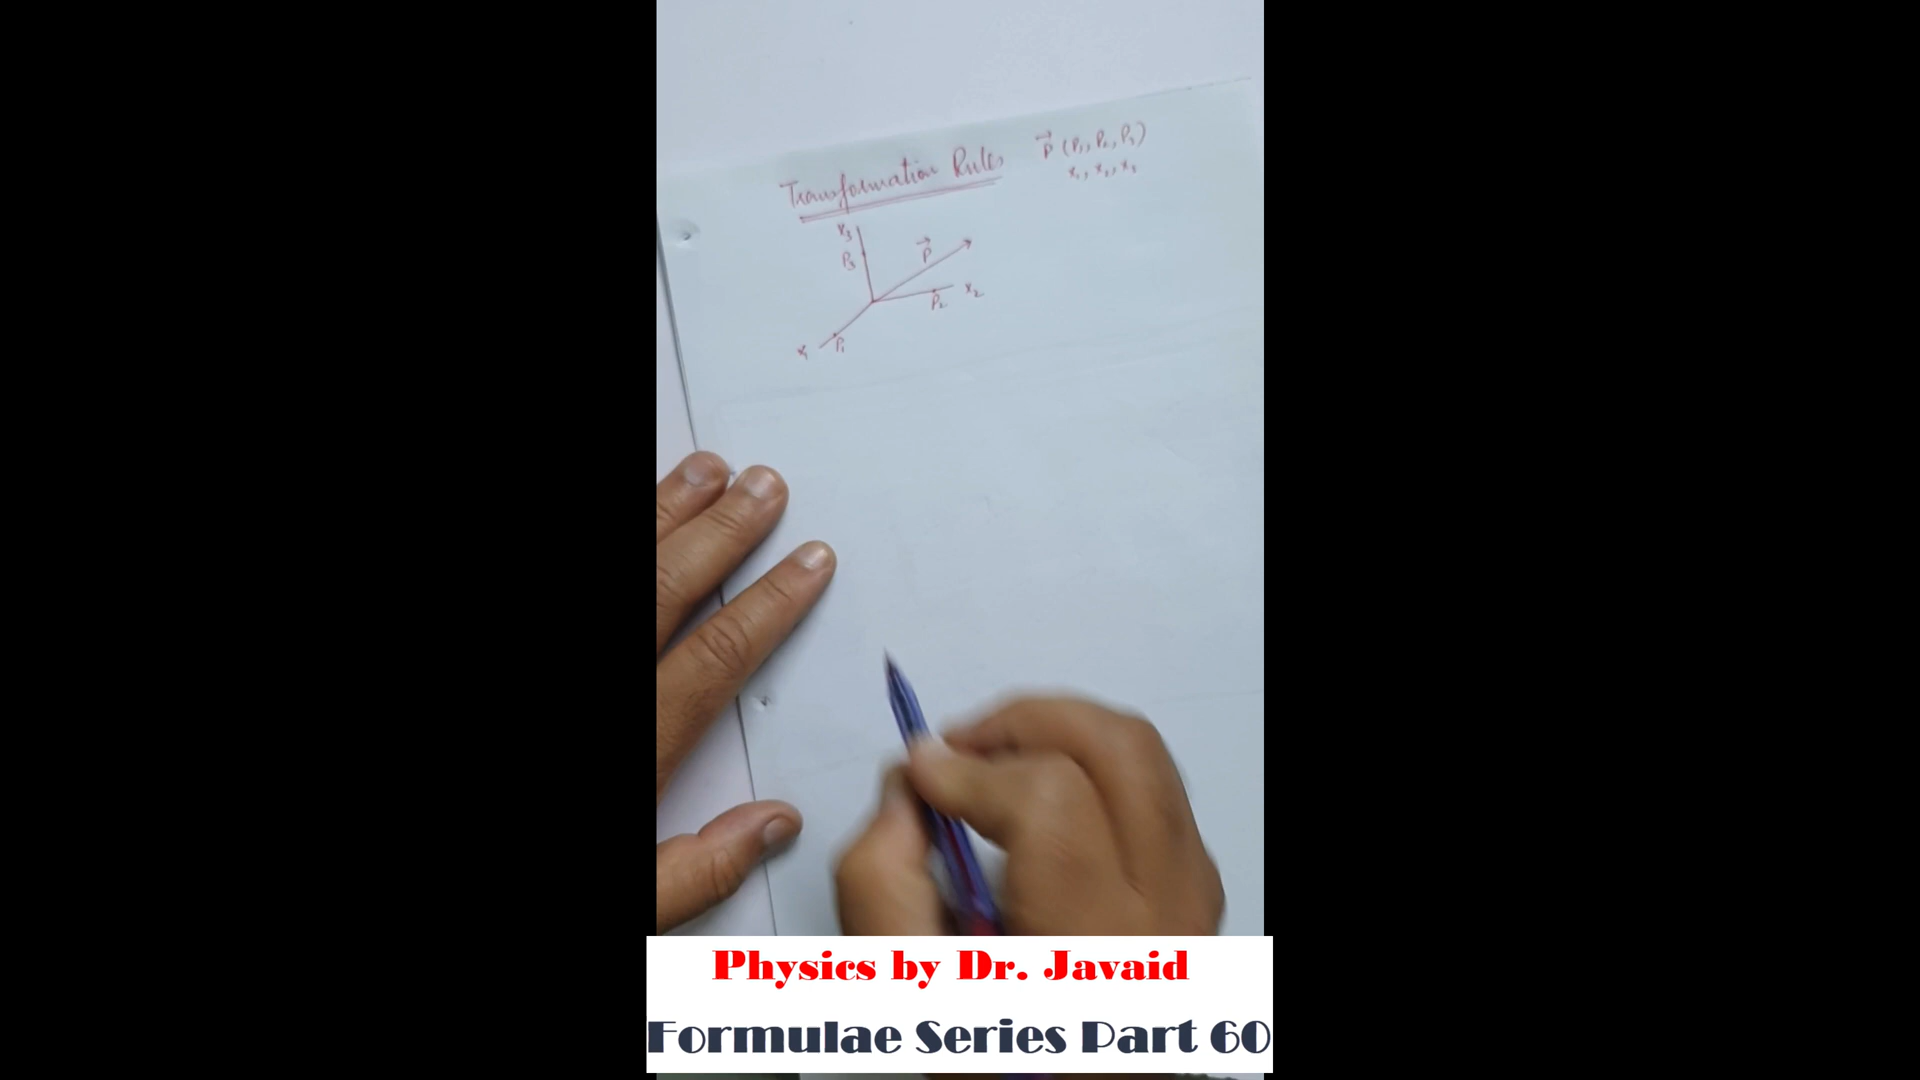 Transformation Rules
P⃗ (P₁, P₂, P₃)
x₁, x₂, x₃
x₃
P₃
P⃗
x₂
P₂
x₁
P₁
Physics by Dr. Javaid
Formulae Series Part 60